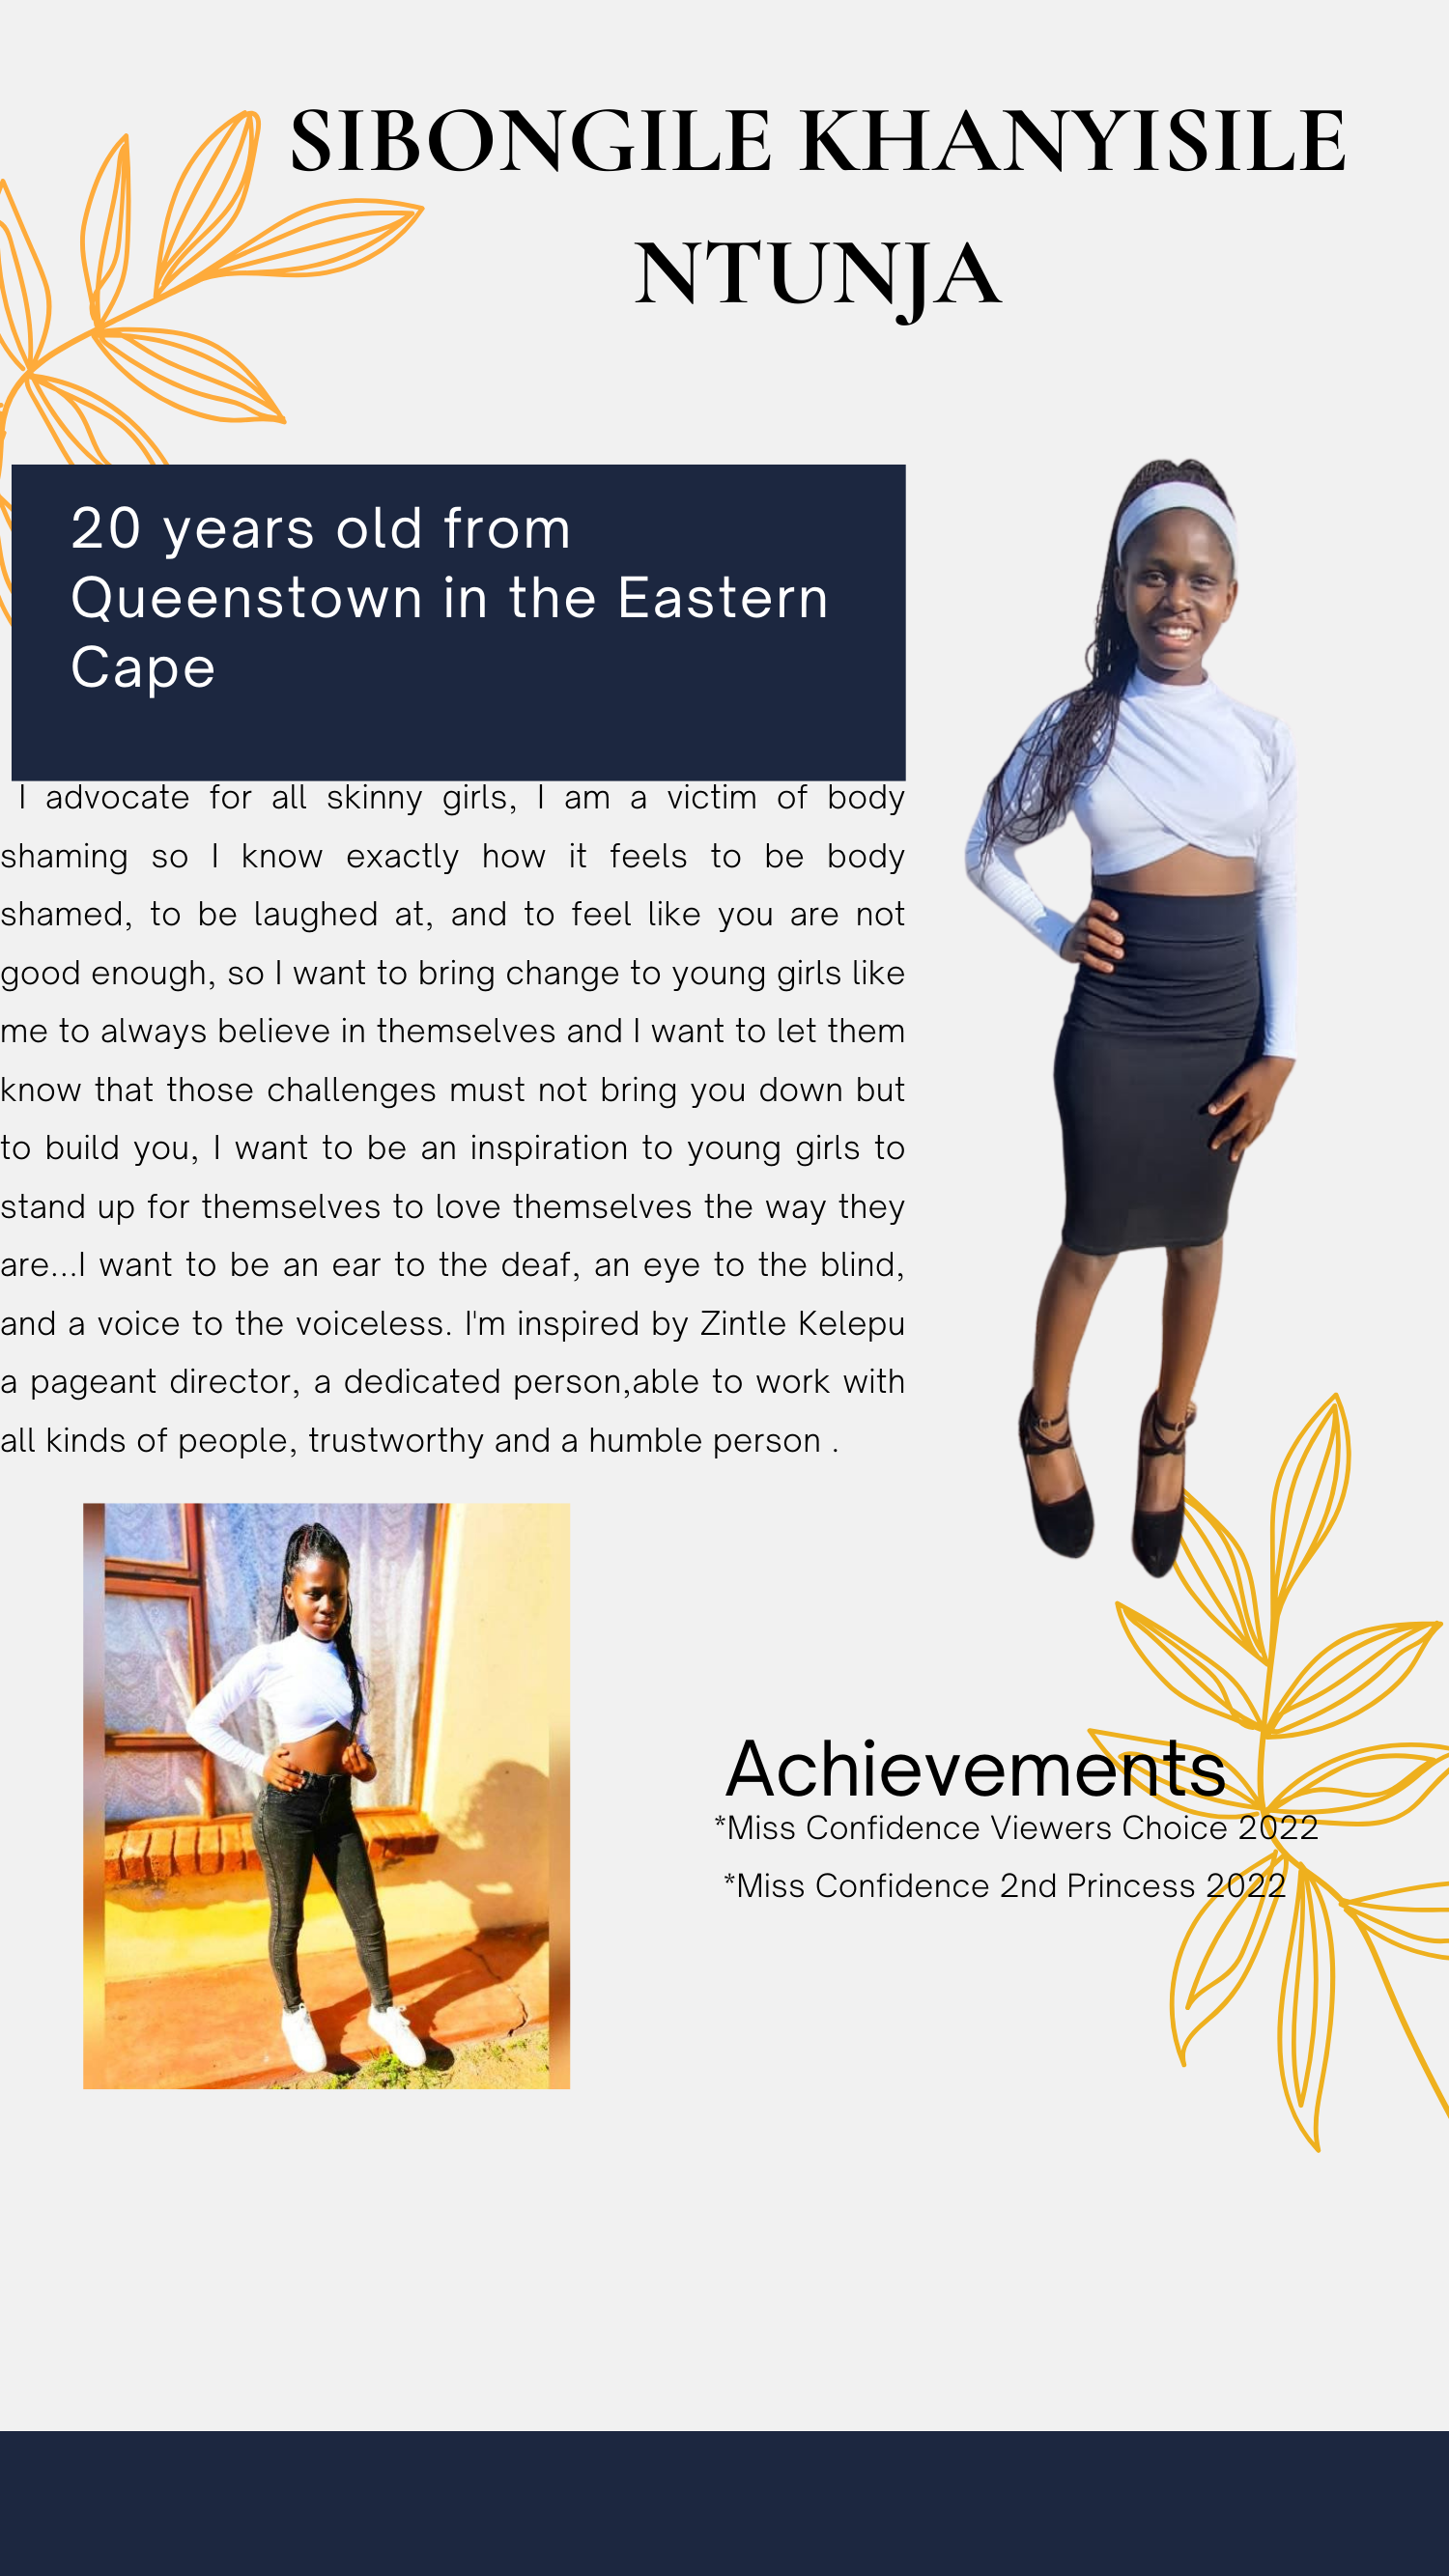 SIBONGILE KHANYISILE
NTUNJA
20 years old from
Queenstown in the Eastern
Cape
I advocate for all skinny girls, I am a victim of body
shaming so I know exactly how it feels to be body
shamed, to be laughed at, and to feel like you are not
good enough, so I want to bring change to young girls like
me to always believe in themselves and I want to let them
know that those challenges must not bring you down but
to build you, I want to be an inspiration to young girls to
stand up for themselves to love themselves the way they
are...I want to be an ear to the deaf, an eye to the blind,
and a voice to the voiceless. I'm inspired by Zintle Kelepu
a pageant director, a dedicated person,able to work with
all kinds of people, trustworthy and a humble person .
Achievements
*Miss Confidence Viewers Choice 2022
*Miss Confidence 2nd Princess 2022